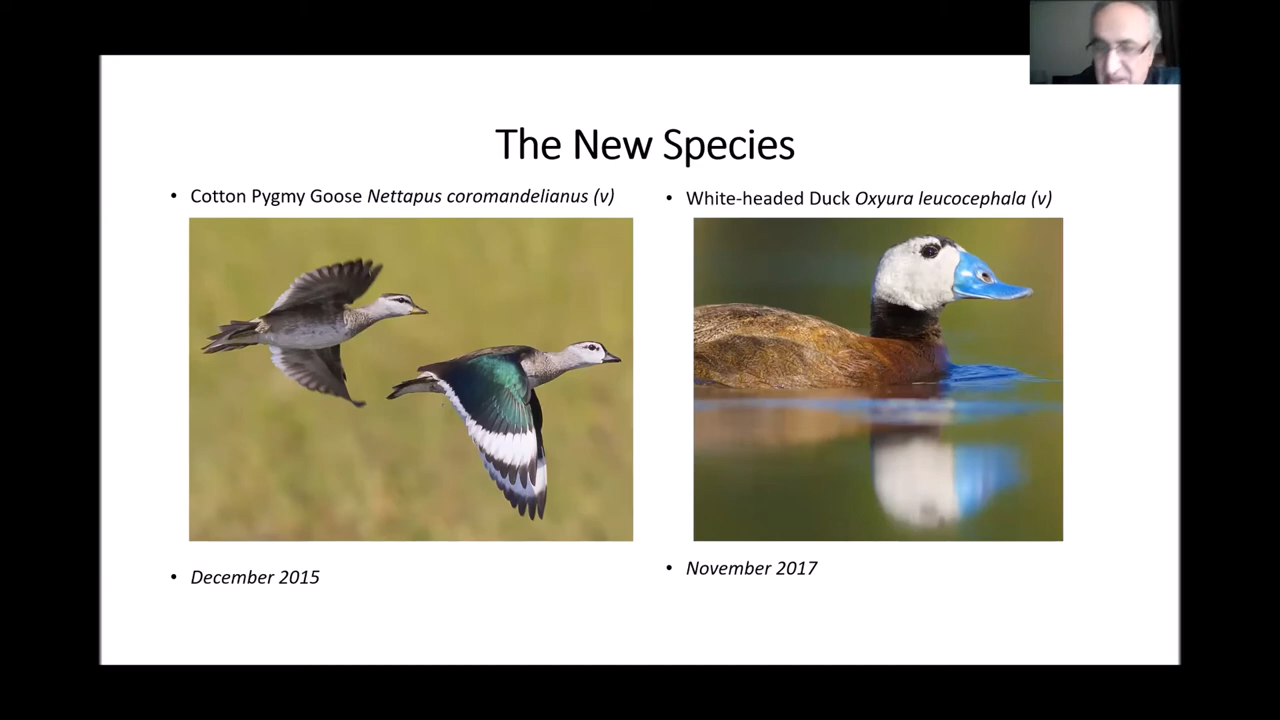 The New Species
• Cotton Pygmy Goose Nettapus coromandelianus (v)
• December 2015
• White-headed Duck Oxyura leucocephala (v)
• November 2017